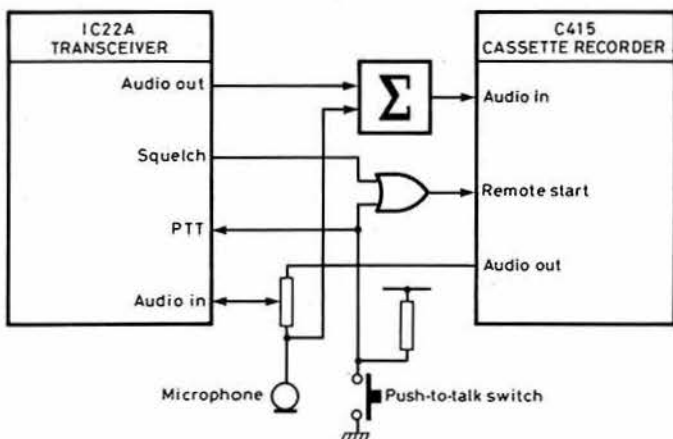 IC22A
TRANSCEIVER
C415
CASSETTE RECORDER
Audio out
Σ
Audio in
Squelch
Remote start
PTT
Audio out
Audio in
Microphone
Push-to-talk switch